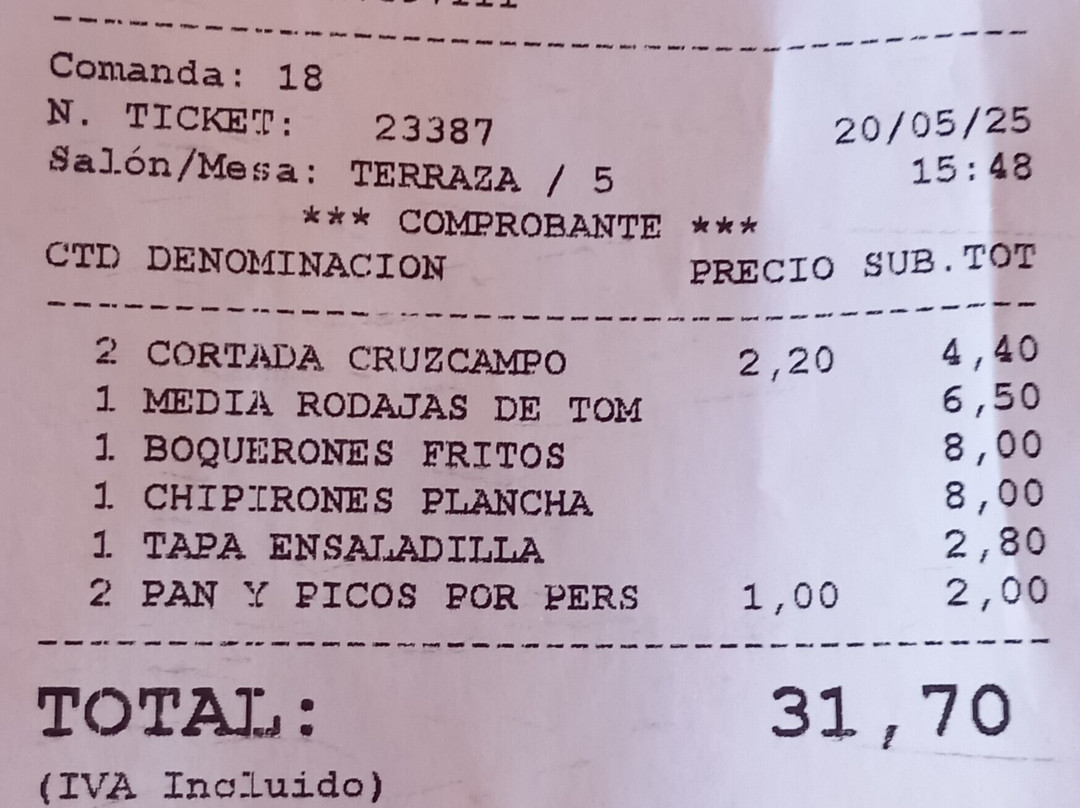 Comanda: 18
N. TICKET: 23387 20/05/25
Salón/Mesa: TERRAZA / 5 15:48
*** COMPROBANTE ***
CTD DENOMINACION PRECIO SUB.TOT
2 CORTADA CRUZCAMPO 2,20 4,40
1 MEDIA RODAJAS DE TOM 6,50
1 BOQUERONES FRITOS 8,00
1 CHIPIRONES PLANCHA 8,00
1 TAPA ENSALADILLA 2,80
2 PAN Y PICOS POR PERS 1,00 2,00
TOTAL: 31,70
(IVA Incluido)